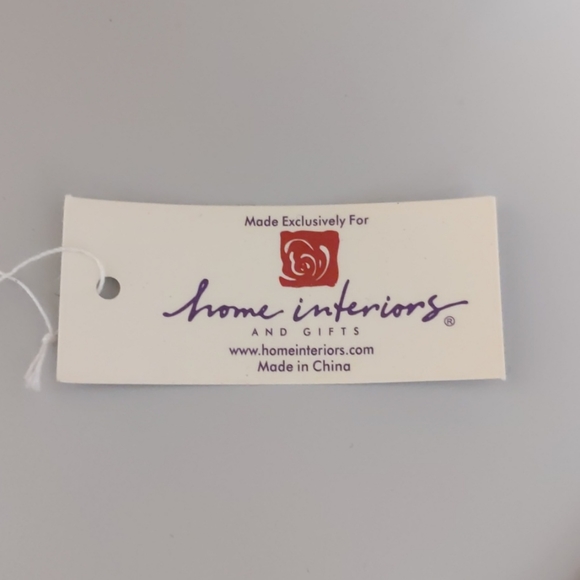 Made Exclusively For
home interiors®
AND GIFTS
www.homeinteriors.com
Made in China